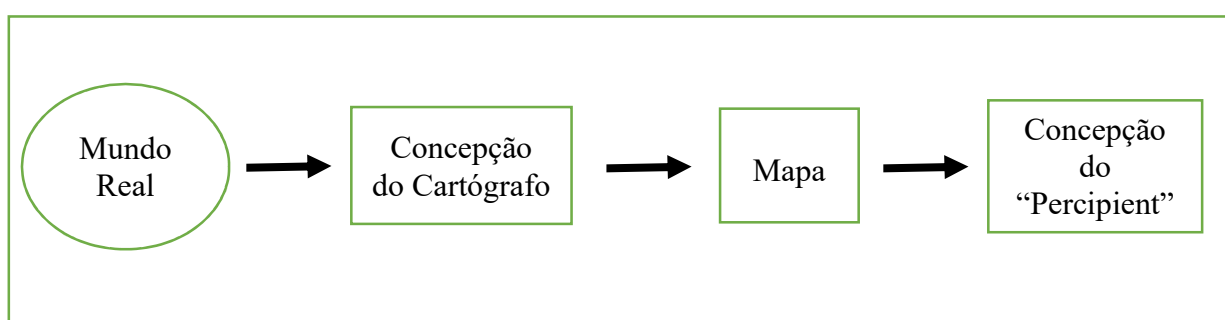 Mundo
Real
Concepção
do Cartógrafo
Mapa
Concepção
do
“Percipient”